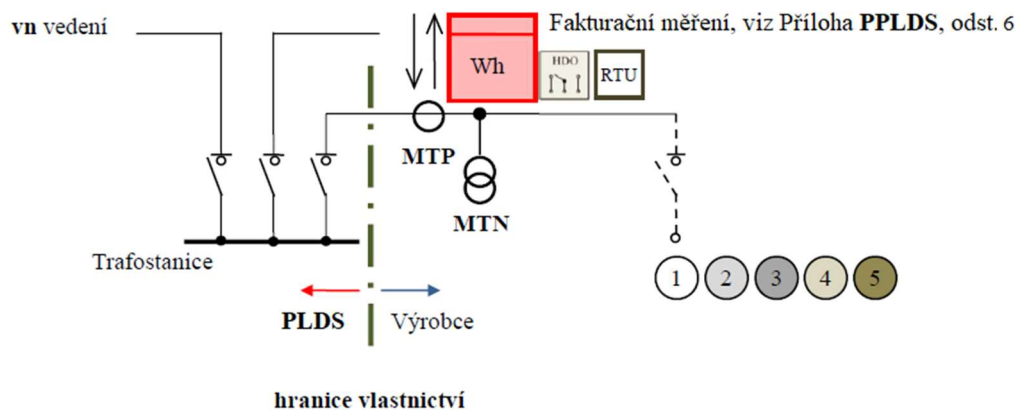 vn vedení
Fakturační měření, viz Příloha PPLDS, odst. 6
Wh
HDO
RTU
MTP
MTN
Trafostanice
1 2 3 4 5
PLDS
Výrobce
hranice vlastnictví